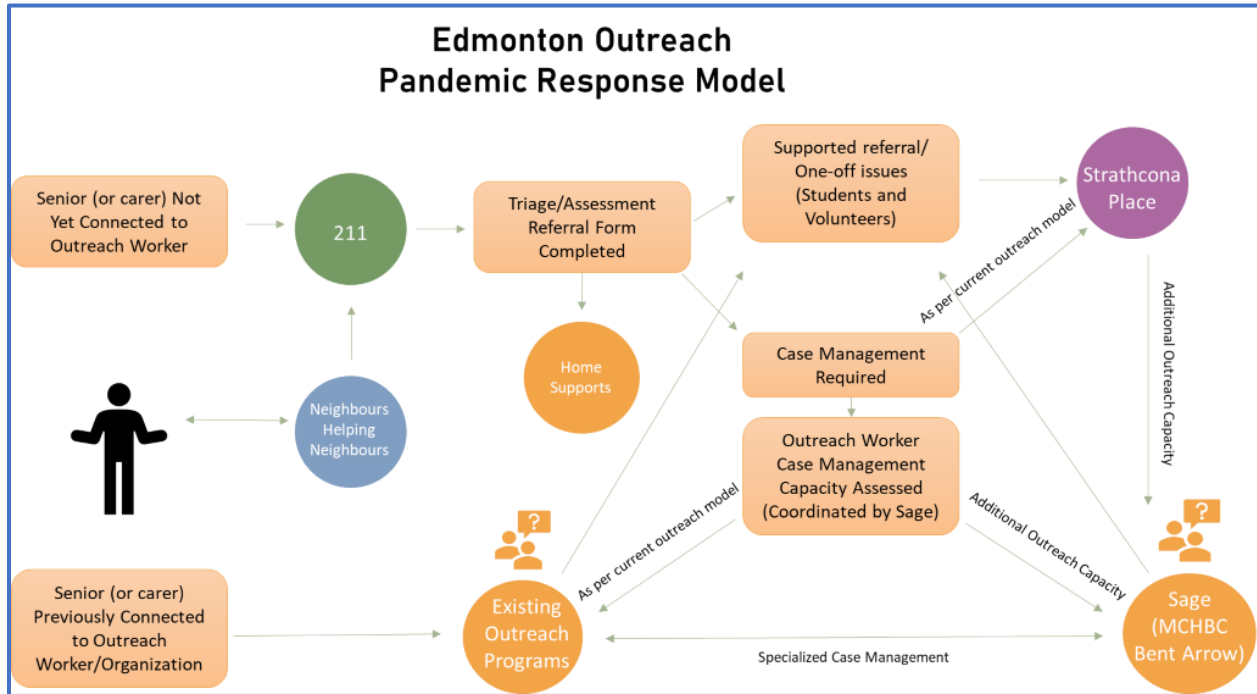 Edmonton Outreach
Pandemic Response Model
Senior (or carer) Not
Yet Connected to
Outreach Worker
211
Triage/Assessment
Referral Form
Completed
Supported referral/
One-off issues
(Students and
Volunteers)
Strathcona
Place
As per current outreach model
Additional Outreach Capacity
Home
Supports
Case Management
Required
Neighbours
Helping
Neighbours
Outreach Worker
Case Management
Capacity Assessed
(Coordinated by Sage)
As per current outreach model
Additional Outreach Capacity
?
?
Senior (or carer)
Previously Connected
to Outreach
Worker/Organization
Existing
Outreach
Programs
Specialized Case Management
Sage
(MCHBC
Bent Arrow)